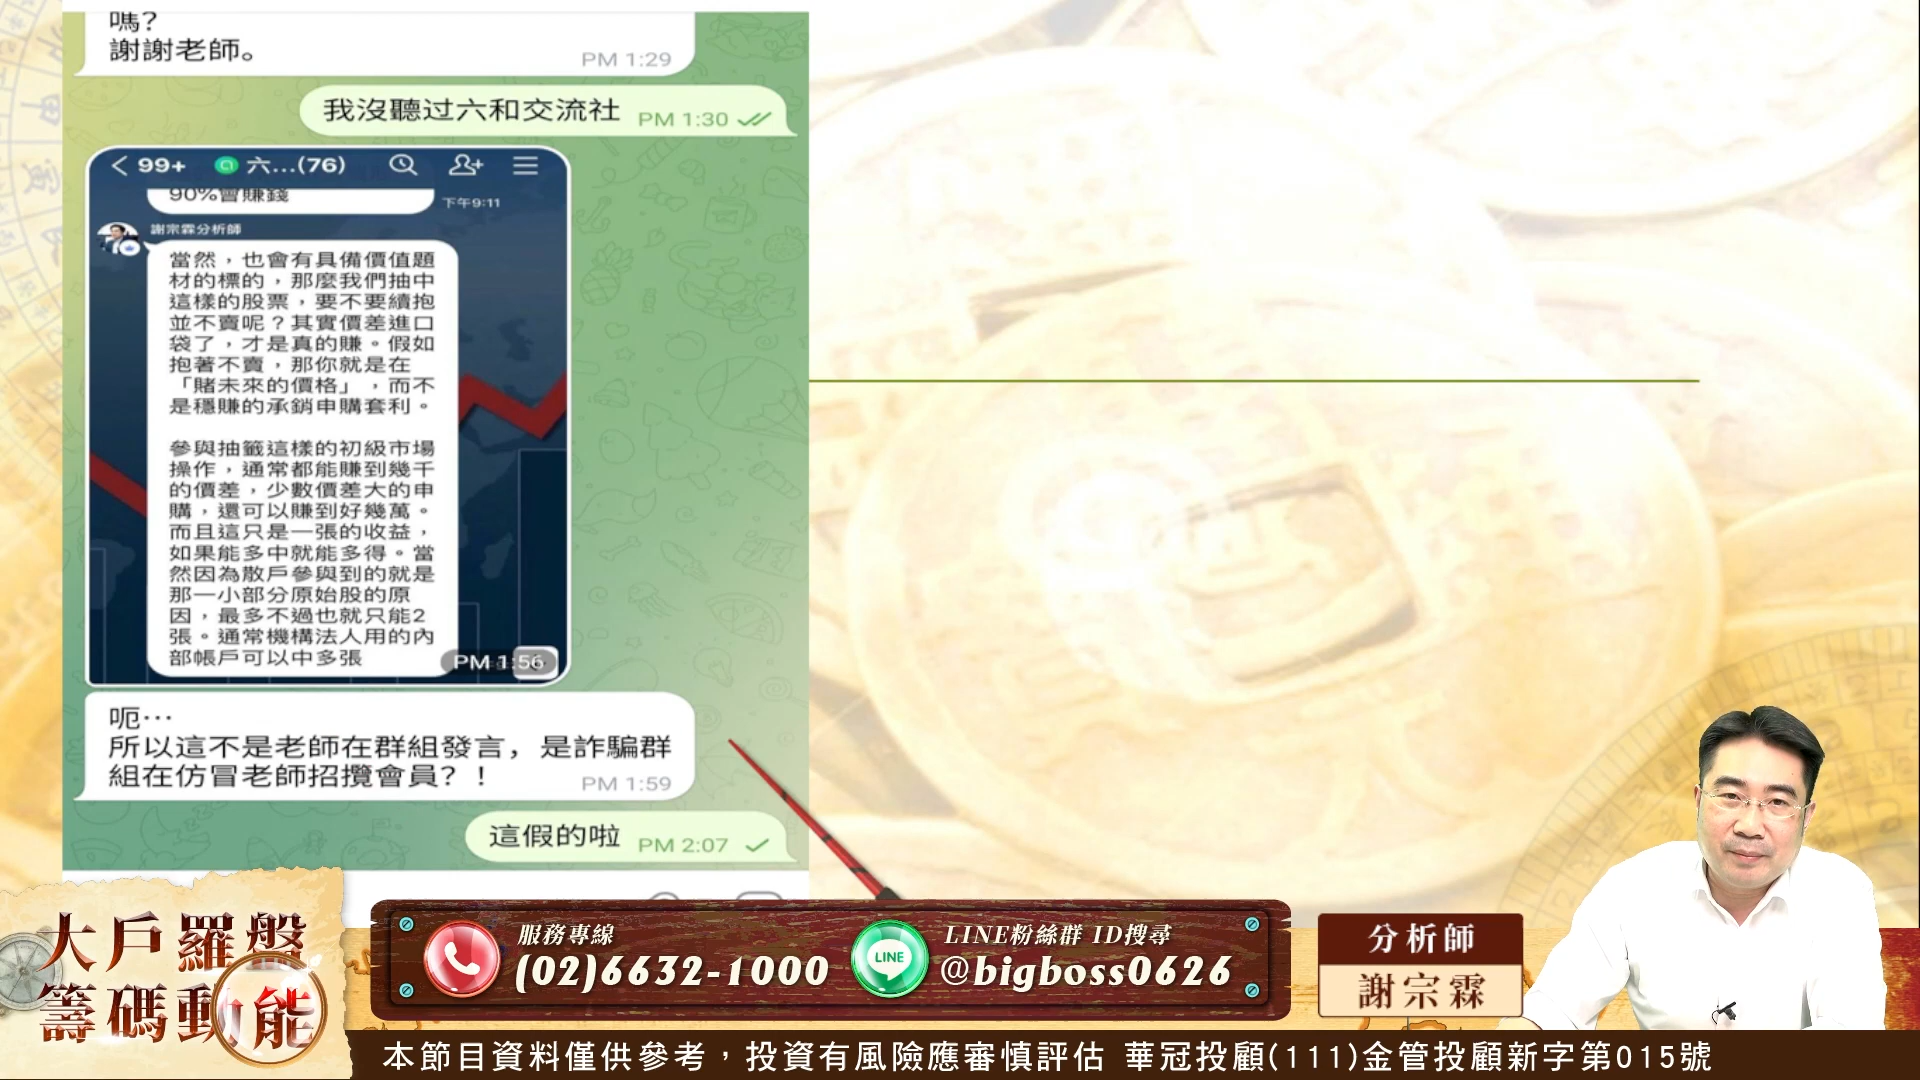 嗎?
謝謝老師。
PM 1:29
我沒聽过六和交流社
PM 1:30
99+
六...(76)
90%會賺錢
下午9:11
謝宗霖分析師
當然，也會有具備價值題
材的標的，那麼我們抽中
這樣的股票，要不要續抱
並不賣呢？其實價差進口
袋了，才是真的賺。假如
抱著不賣，那你就是在
「賭未來的價格」，而不
是穩賺的承銷申購套利。
參與抽籤這樣的初級市場
操作，通常都能賺到幾千
的價差，少數價差大的申
購，還可以賺到好幾萬。
而且這只是一張的收益，
如果能多中就能多得。當
然因為散戶參與到的就是
那一小部分原始股的原
因，最多不過也就只能2
張。通常機構法人用的內
部帳戶可以中多張
PM 1:56
呃…
所以這不是老師在群組發言，是詐騙群
組在仿冒老師招攬會員？！
PM 1:59
這假的啦
PM 2:07
大戶羅盤
籌碼動能
服務專線
(02)6632-1000
LINE
LINE粉絲群 ID搜尋
@bigboss0626
分析師
謝宗霖
本節目資料僅供參考，投資有風險應審慎評估 華冠投顧(111)金管投顧新字第015號